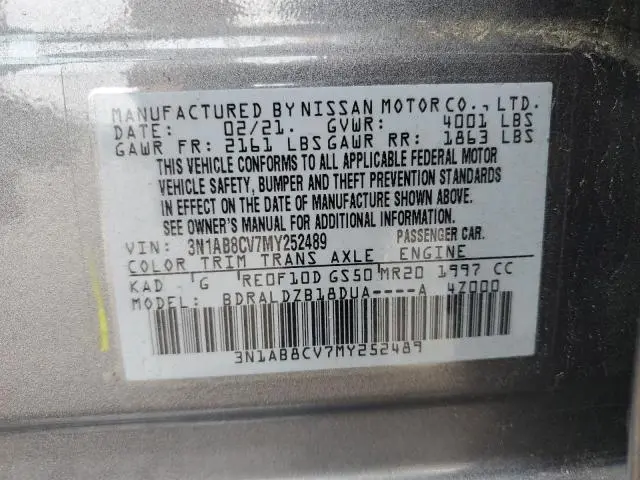 MANUFACTURED BY NISSAN MOTOR CO., LTD.
DATE: 02/21. GVWR: 4001 LBS
GAWR FR: 2161 LBS GAWR RR: 1863 LBS
THIS VEHICLE CONFORMS TO ALL APPLICABLE FEDERAL MOTOR
VEHICLE SAFETY, BUMPER AND THEFT PREVENTION STANDARDS
IN EFFECT ON THE DATE OF MANUFACTURE SHOWN ABOVE.
SEE OWNER'S MANUAL FOR ADDITIONAL INFORMATION.
VIN: 3N1AB8CV7MY252489 PASSENGER CAR.
COLOR TRIM TRANS AXLE ENGINE
KAD G RE0F10D GS50 MR20 1997 CC
MODEL: BDRALDZB18DUA----A 4Z000
3N1AB8CV7MY252489